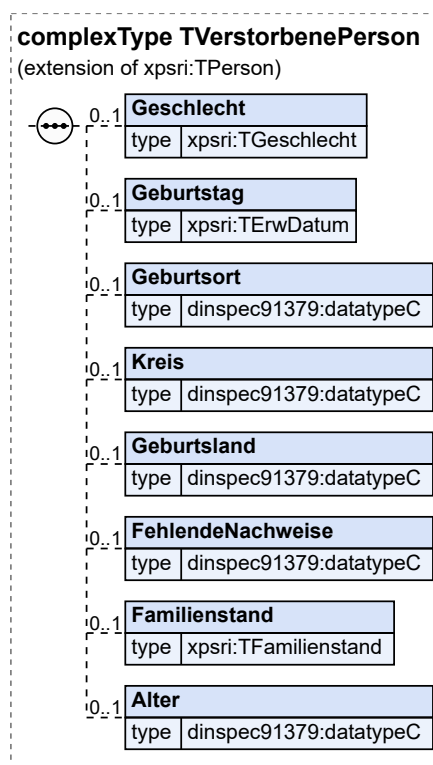 complexType TVerstorbenePerson
(extension of xpsri:TPerson)
0..1 Geschlecht
type xpsri:TGeschlecht
0..1 Geburtstag
type xpsri:TErwDatum
0..1 Geburtsort
type dinspec91379:datatypeC
0..1 Kreis
type dinspec91379:datatypeC
0..1 Geburtsland
type dinspec91379:datatypeC
0..1 FehlendeNachweise
type dinspec91379:datatypeC
0..1 Familienstand
type xpsri:TFamilienstand
0..1 Alter
type dinspec91379:datatypeC